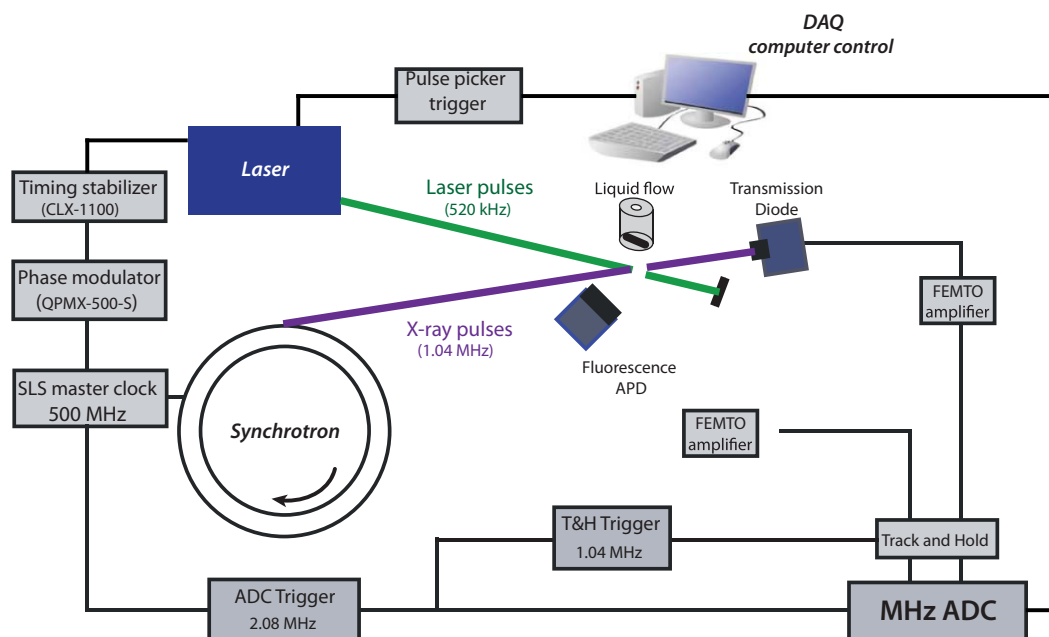 DAQ
computer control
Pulse picker
trigger
Laser
Timing stabilizer
(CLX-1100)
Laser pulses
(520 kHz)
Liquid flow
Transmission
Diode
Phase modulator
(QPMX-500-S)
FEMTO
amplifier
X-ray pulses
(1.04 MHz)
Fluorescence
APD
SLS master clock
500 MHz
Synchrotron
FEMTO
amplifier
T&H Trigger
1.04 MHz
Track and Hold
ADC Trigger
2.08 MHz
MHz ADC